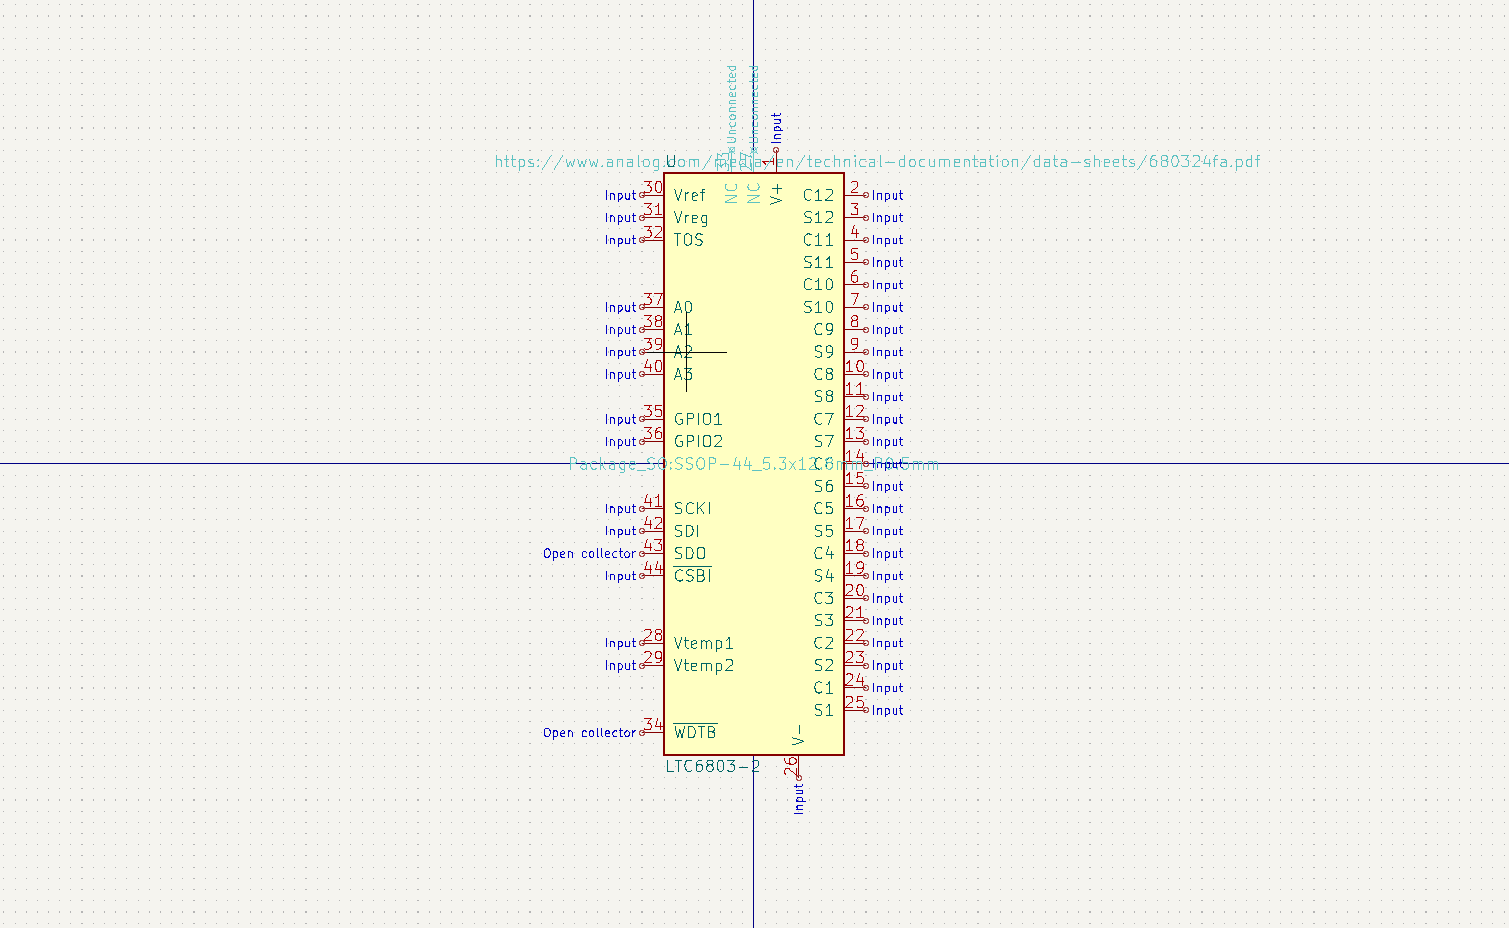 Unconnected
Unconnected
Input
https://www.analog.com/media/en/technical-documentation/data-sheets/680324fa.pdf
33 27 1
NC NC V+
Input 30 Vref C12 2 Input
Input 31 Vreg S12 3 Input
Input 32 TOS C11 4 Input
S11 5 Input
C10 6 Input
Input 37 A0 S10 7 Input
Input 38 A1 C9 8 Input
Input 39 A2 S9 9 Input
Input 40 A3 C8 10 Input
S8 11 Input
Input 35 GPIO1 C7 12 Input
Input 36 GPIO2 S7 13 Input
Package_SO:SSOP-44_5.3x12.8mm_P0.5mm C6 14 Input
S6 15 Input
Input 41 SCKI C5 16 Input
Input 42 SDI S5 17 Input
Open collector 43 SDO C4 18 Input
Input 44 CSBI S4 19 Input
C3 20 Input
S3 21 Input
Input 28 Vtemp1 C2 22 Input
Input 29 Vtemp2 S2 23 Input
C1 24 Input
S1 25 Input
Open collector 34 WDTB V-
LTC6803-2 26
Input